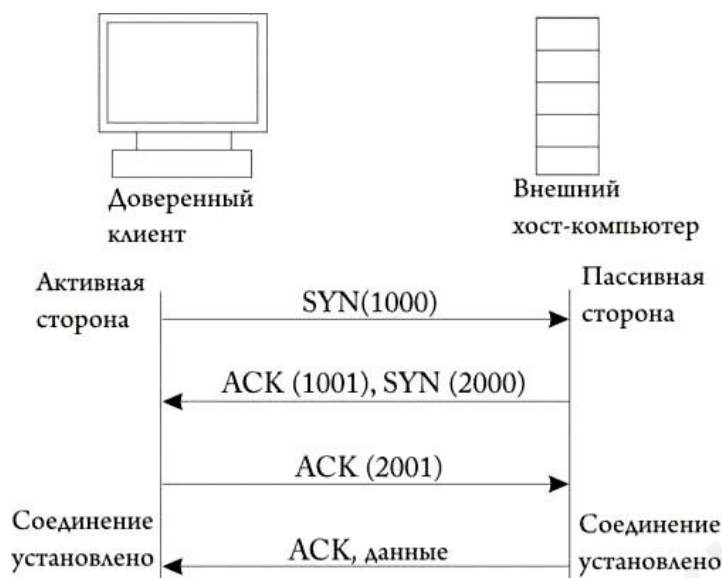 Доверенный
клиент
Внешний
хост-компьютер
Активная
сторона
Пассивная
сторона
SYN(1000)
ACK (1001), SYN (2000)
ACK (2001)
Соединение
установлено
ACK, данные
Соединение
установлено